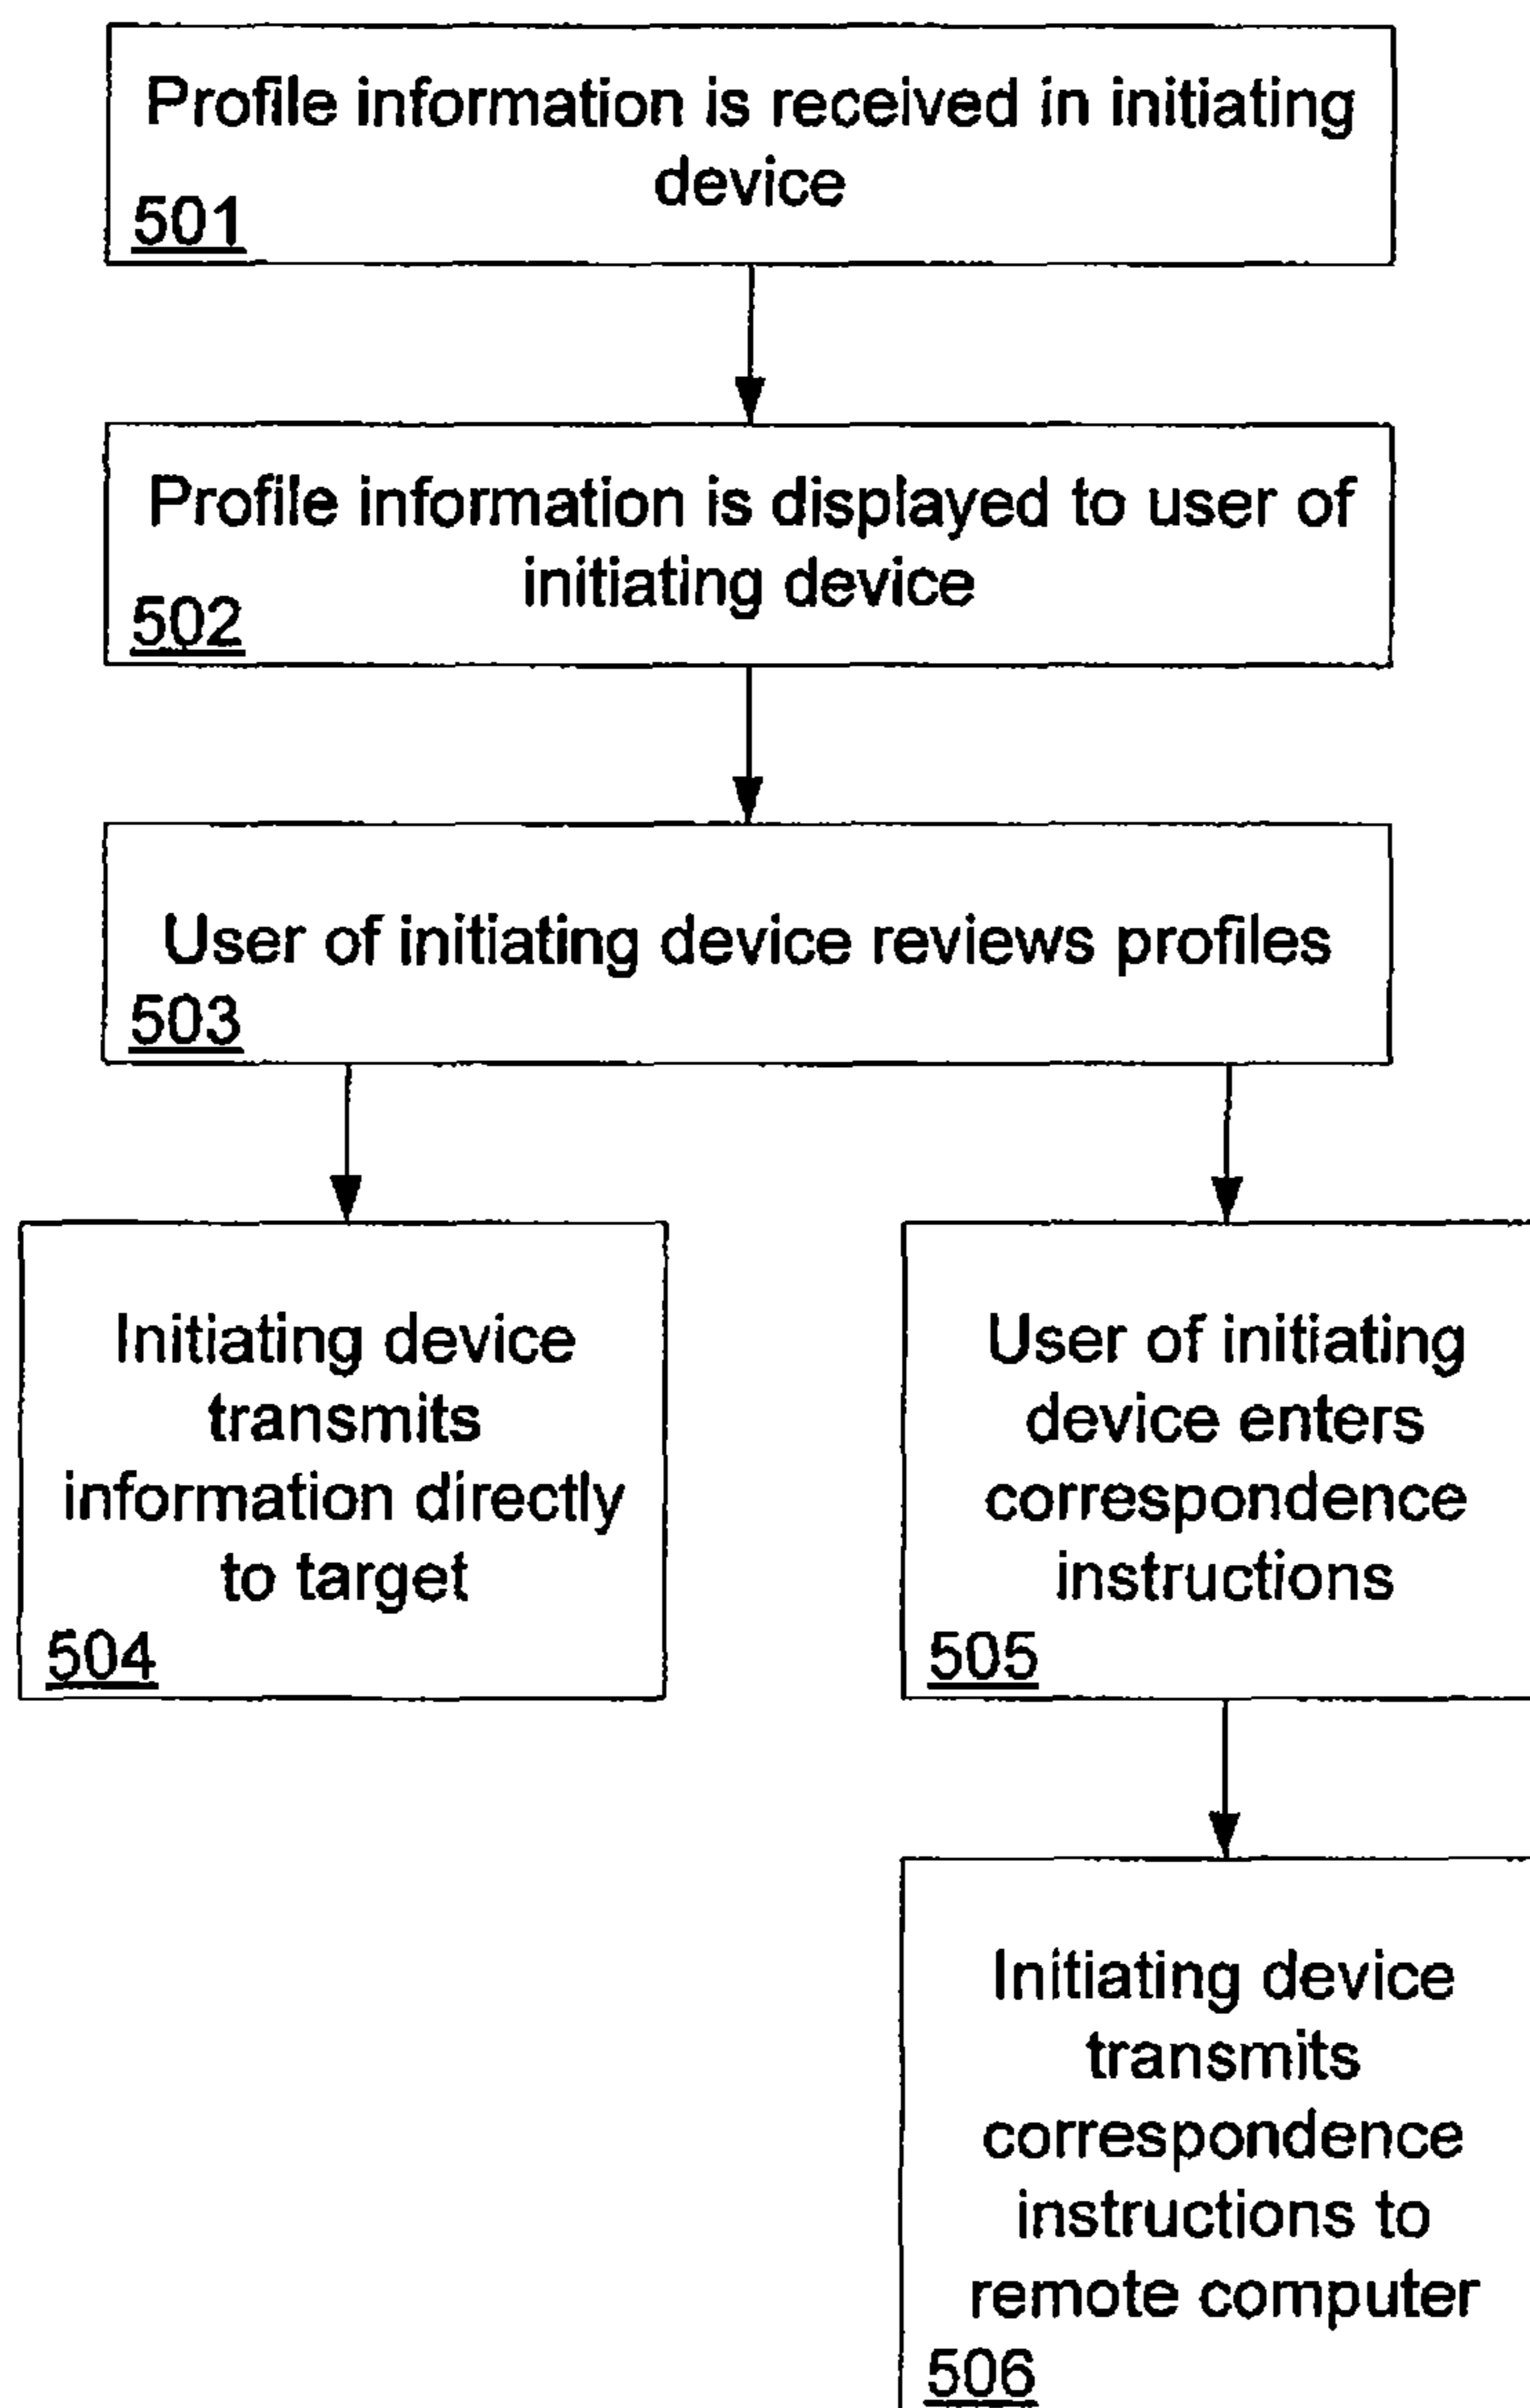 Profile information is received in initiating
device
501
Profile information is displayed to user of
initiating device
502
User of initiating device reviews profiles
503
Initiating device
transmits
information directly
to target
504
User of initiating
device enters
correspondence
instructions
505
Initiating device
transmits
correspondence
instructions to
remote computer
506